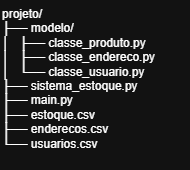 projeto/
├── modelo/
│   ├── classe_produto.py
│   ├── classe_endereco.py
│   └── classe_usuario.py
├── sistema_estoque.py
├── main.py
├── estoque.csv
├── enderecos.csv
└── usuarios.csv